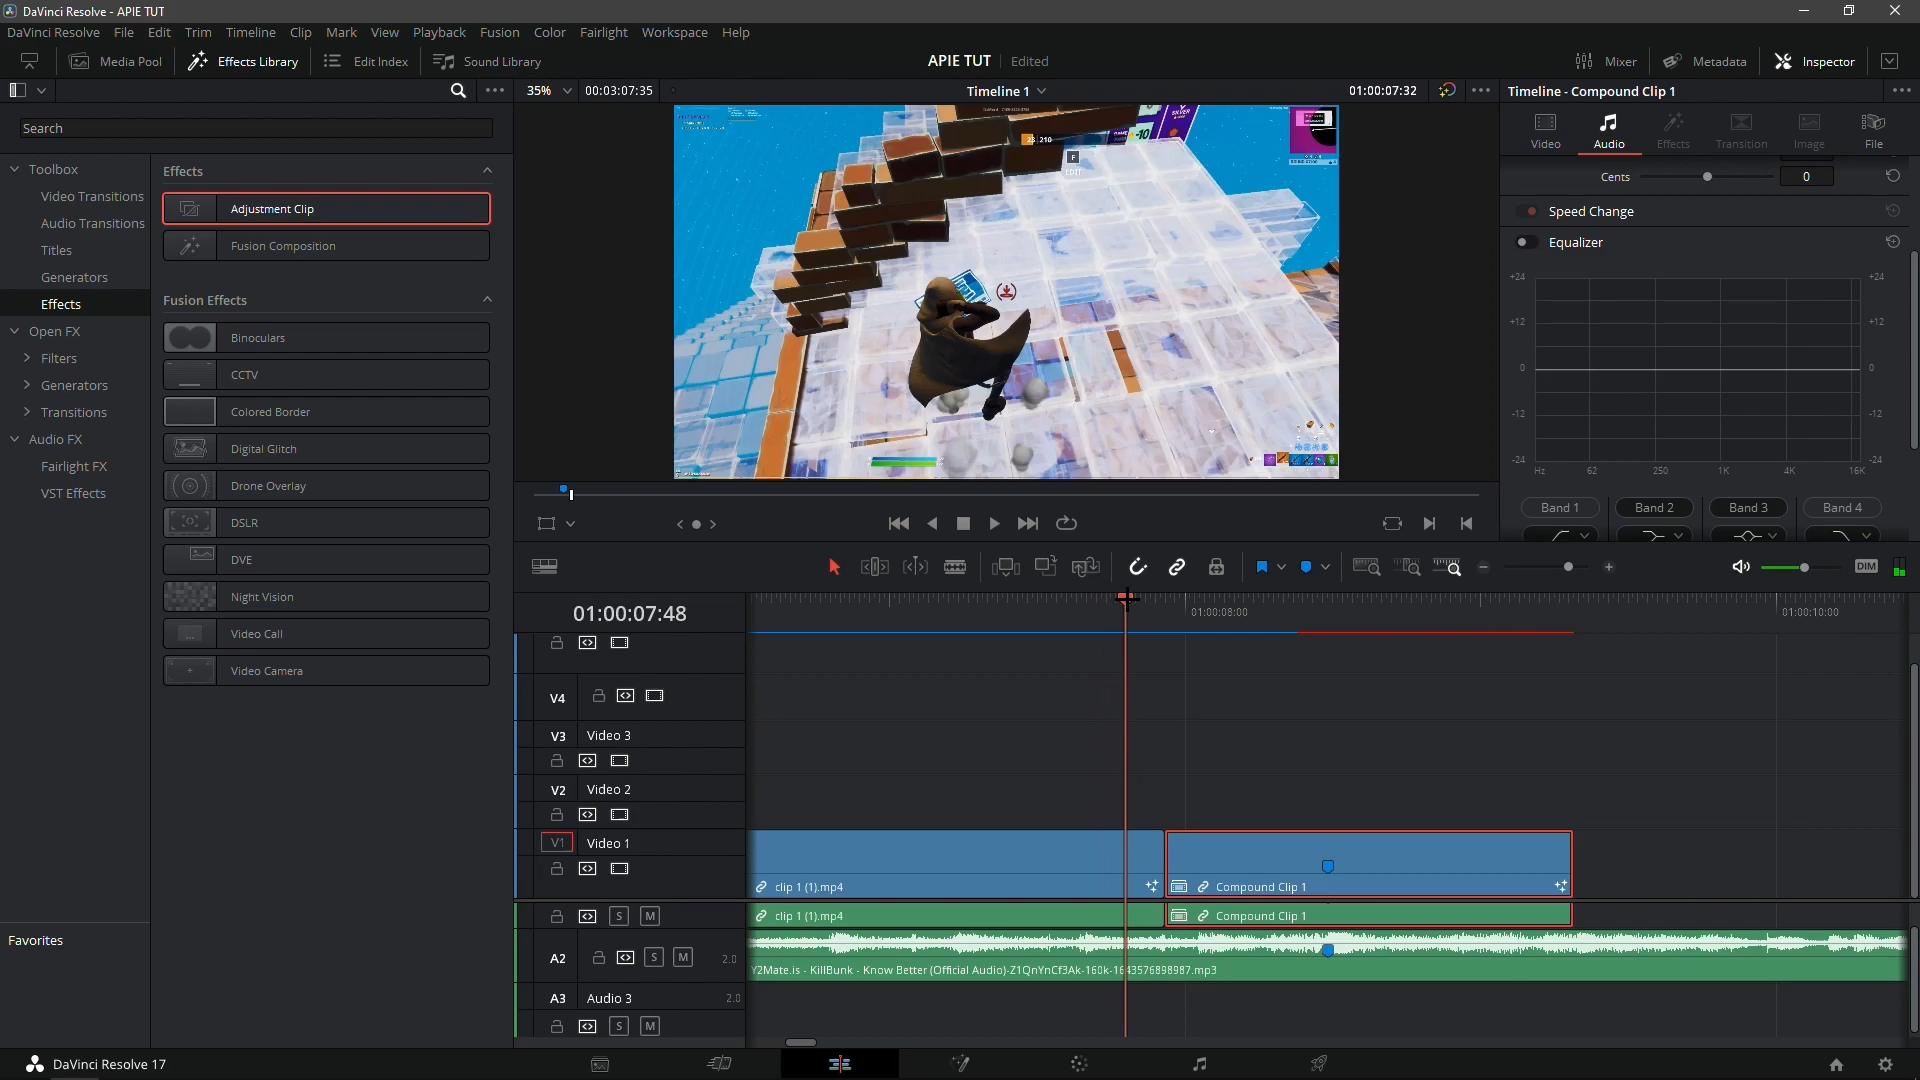 DaVinci Resolve - APIE TUT
DaVinci Resolve File Edit Trim Timeline Clip Mark View Playback Fusion Color Fairlight Workspace Help
Media Pool Effects Library Edit Index Sound Library APIE TUT Edited Mixer Metadata Inspector
35% 00:03:07:35 Timeline 1 01:00:07:32 Timeline - Compound Clip 1
Search
Video Audio Effects Transition Image File
Cents 0
Speed Change
Equalizer
+24 +24
+12 +12
0 0
-12 -12
-24 -24
Hz 62 250 1K 4K 16K
Band 1 Band 2 Band 3 Band 4
Toolbox
Video Transitions
Audio Transitions
Titles
Generators
Effects
Open FX
Filters
Generators
Transitions
Audio FX
Fairlight FX
VST Effects
Favorites
Effects
Adjustment Clip
Fusion Composition
Fusion Effects
Binoculars
CCTV
Colored Border
Digital Glitch
Drone Overlay
DSLR
DVE
Night Vision
Video Call
Video Camera
SILVER
-10
23 210
F
EDIT
DIM
01:00:07:48 01:00:08:00 01:00:10:00
V4
V3 Video 3
V2 Video 2
V1 Video 1
clip 1 (1).mp4 Compound Clip 1
S M clip 1 (1).mp4 Compound Clip 1
A2 S M 2.0
Y2Mate.is - KillBunk - Know Better (Official Audio)-Z1QnYnCf3Ak-160k-1643576898987.mp3
A3 Audio 3 2.0
S M
DaVinci Resolve 17